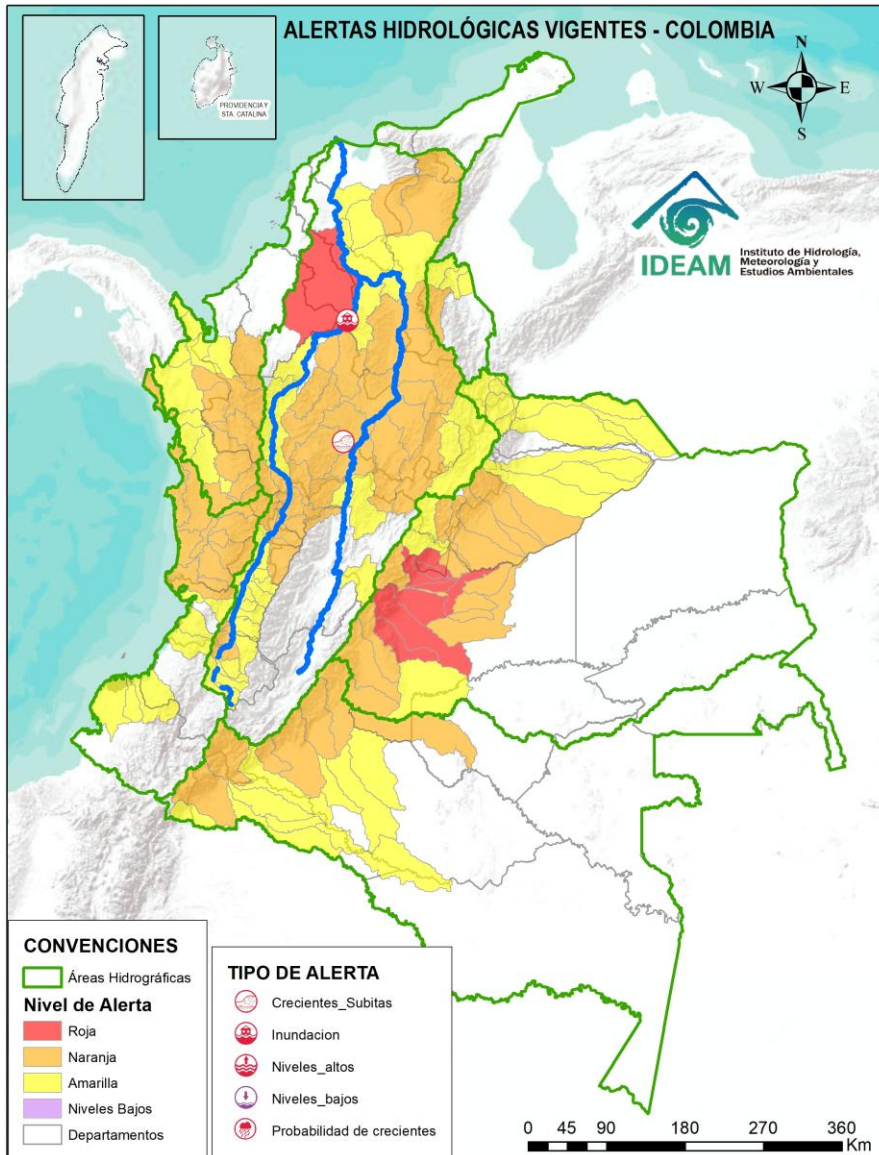 ALERTAS HIDROLÓGICAS VIGENTES - COLOMBIA
PROVIDENCIA Y
STA. CATALINA
N
W
E
S
IDEAM
Instituto de Hidrología,
Meteorología y
Estudios Ambientales
CONVENCIONES
Áreas Hidrográficas
Nivel de Alerta
Roja
Naranja
Amarilla
Niveles Bajos
Departamentos
TIPO DE ALERTA
Crecientes_Subitas
Inundacion
Niveles_altos
Niveles_bajos
Probabilidad de crecientes
0 45 90 180 270 360
Km